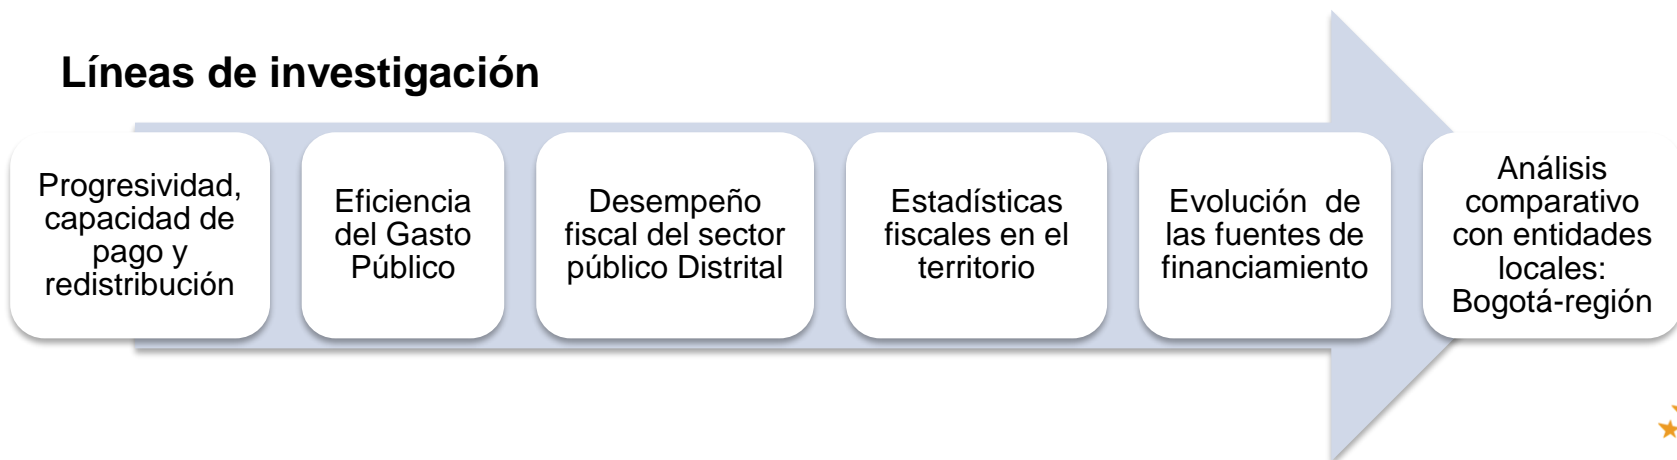 Líneas de investigación
Progresividad,
capacidad de
pago y
redistribución
Eficiencia
del Gasto
Público
Desempeño
fiscal del sector
público Distrital
Estadísticas
fiscales en el
territorio
Evolución de
las fuentes de
financiamiento
Análisis
comparativo
con entidades
locales:
Bogotá-región